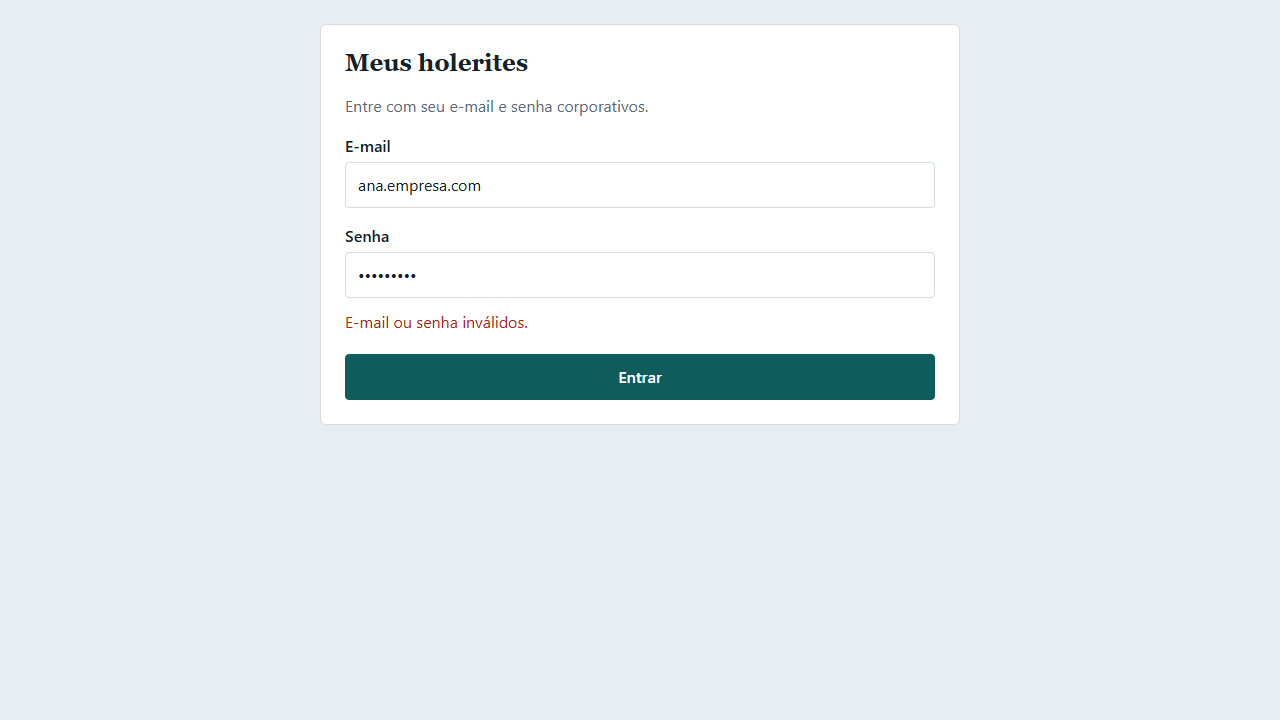 Meus holerites
Entre com seu e-mail e senha corporativos.
E-mail
ana.empresa.com
Senha
•••••••••
E-mail ou senha inválidos.
Entrar